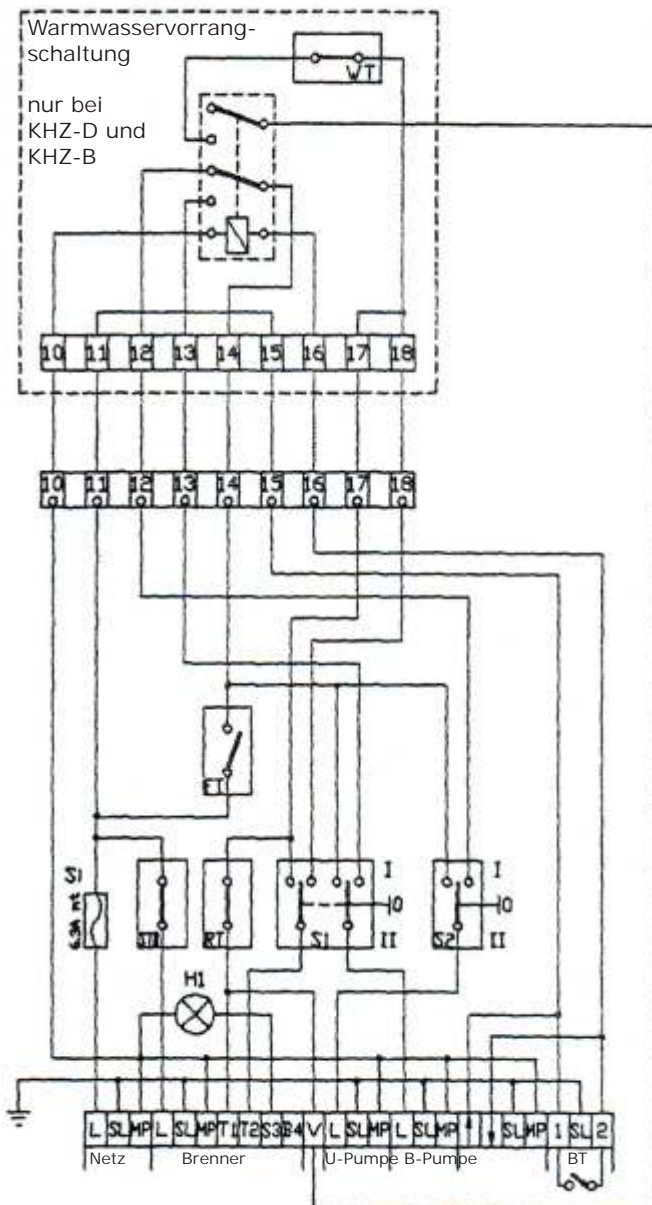 Warmwasservorrang-
schaltung
nur bei
KHZ-D und
KHZ-B
WT
10 11 12 13 14 15 16 17 18
10 11 12 13 14 15 16 17 18
I
I
S1
6.3A mt
STB
RT
S1
0
II
S2
0
II
H1
L SL MP L SL MP T1 T2 S3 B4 V L SL MP L SL MP SL MP 1 SL 2
Netz Brenner U-Pumpe B-Pumpe BT